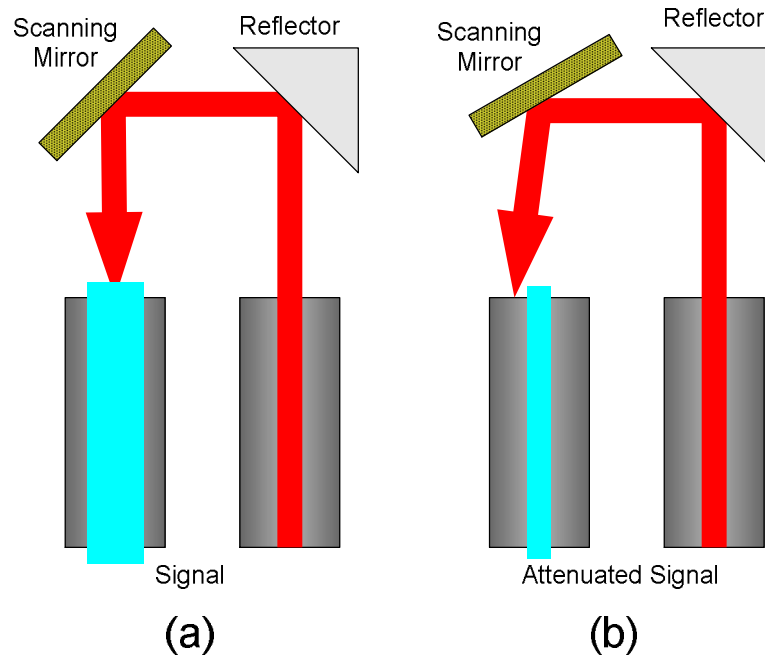 Scanning
Mirror
Reflector
Signal
(a)
Scanning
Mirror
Reflector
Attenuated Signal
(b)